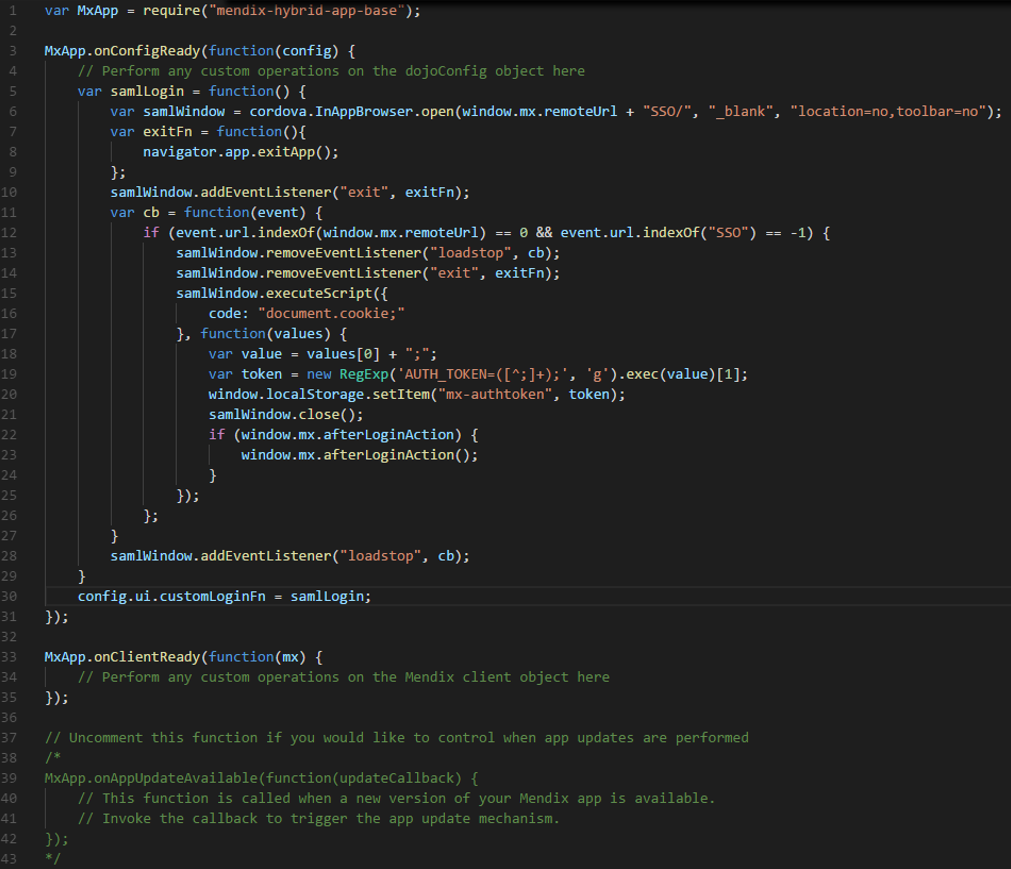 1 var MxApp = require("mendix-hybrid-app-base");
2
3 MxApp.onConfigReady(function(config) {
4     // Perform any custom operations on the dojoConfig object here
5     var samlLogin = function() {
6         var samlWindow = cordova.InAppBrowser.open(window.mx.remoteUrl + "SSO/", "_blank", "location=no,toolbar=no");
7         var exitFn = function(){
8             navigator.app.exitApp();
9         };
10         samlWindow.addEventListener("exit", exitFn);
11         var cb = function(event) {
12             if (event.url.indexOf(window.mx.remoteUrl) == 0 && event.url.indexOf("SSO") == -1) {
13                 samlWindow.removeEventListener("loadstop", cb);
14                 samlWindow.removeEventListener("exit", exitFn);
15                 samlWindow.executeScript({
16                     code: "document.cookie;"
17                 }, function(values) {
18                     var value = values[0] + ";";
19                     var token = new RegExp('AUTH_TOKEN=([^;]+);', 'g').exec(value)[1];
20                     window.localStorage.setItem("mx-authtoken", token);
21                     samlWindow.close();
22                     if (window.mx.afterLoginAction) {
23                         window.mx.afterLoginAction();
24                     }
25                 });
26             };
27         }
28         samlWindow.addEventListener("loadstop", cb);
29     }
30     config.ui.customLoginFn = samlLogin;
31 });
32
33 MxApp.onClientReady(function(mx) {
34     // Perform any custom operations on the Mendix client object here
35 });
36
37 // Uncomment this function if you would like to control when app updates are performed
38 /*
39 MxApp.onAppUpdateAvailable(function(updateCallback) {
40     // This function is called when a new version of your Mendix app is available.
41     // Invoke the callback to trigger the app update mechanism.
42 });
43 */